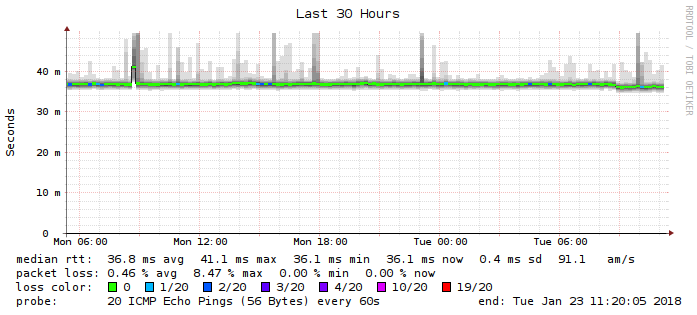 Last 30 Hours
RRDTOOL / TOBI OETIKER
Seconds
40 m
30 m
20 m
10 m
0
Mon 06:00 Mon 12:00 Mon 18:00 Tue 00:00 Tue 06:00
median rtt: 36.8 ms avg 41.1 ms max 36.1 ms min 36.1 ms now 0.4 ms sd 91.1 am/s
packet loss: 0.46 % avg 8.47 % max 0.00 % min 0.00 % now
loss color: 0 1/20 2/20 3/20 4/20 10/20 19/20
probe: 20 ICMP Echo Pings (56 Bytes) every 60s end: Tue Jan 23 11:20:05 2018